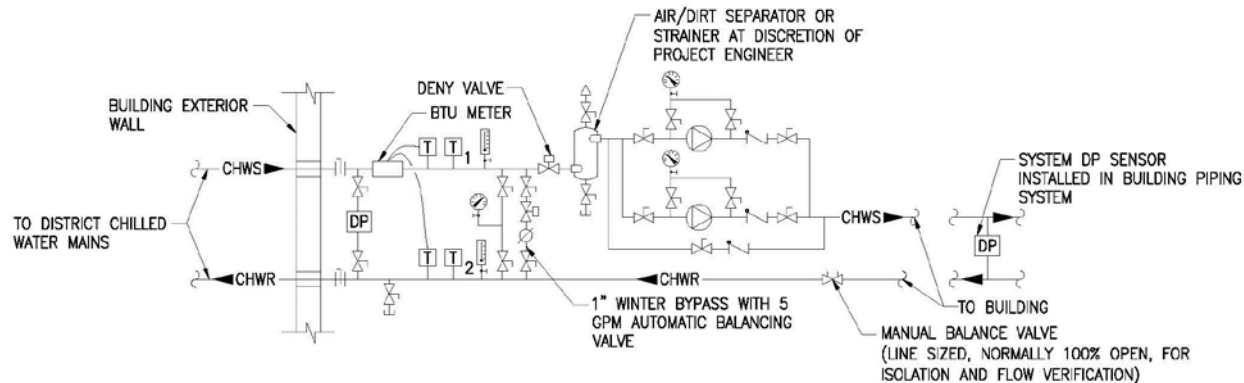 AIR/DIRT SEPARATOR OR
STRAINER AT DISCRETION OF
PROJECT ENGINEER
DENY VALVE
BTU METER
BUILDING EXTERIOR
WALL
T
T
1
CHWS
TO DISTRICT CHILLED
WATER MAINS
DP
CHWS
SYSTEM DP SENSOR
INSTALLED IN BUILDING PIPING
SYSTEM
DP
T
T
2
CHWR
CHWR
1" WINTER BYPASS WITH 5
GPM AUTOMATIC BALANCING
VALVE
TO BUILDING
MANUAL BALANCE VALVE
(LINE SIZED, NORMALLY 100% OPEN, FOR
ISOLATION AND FLOW VERIFICATION)